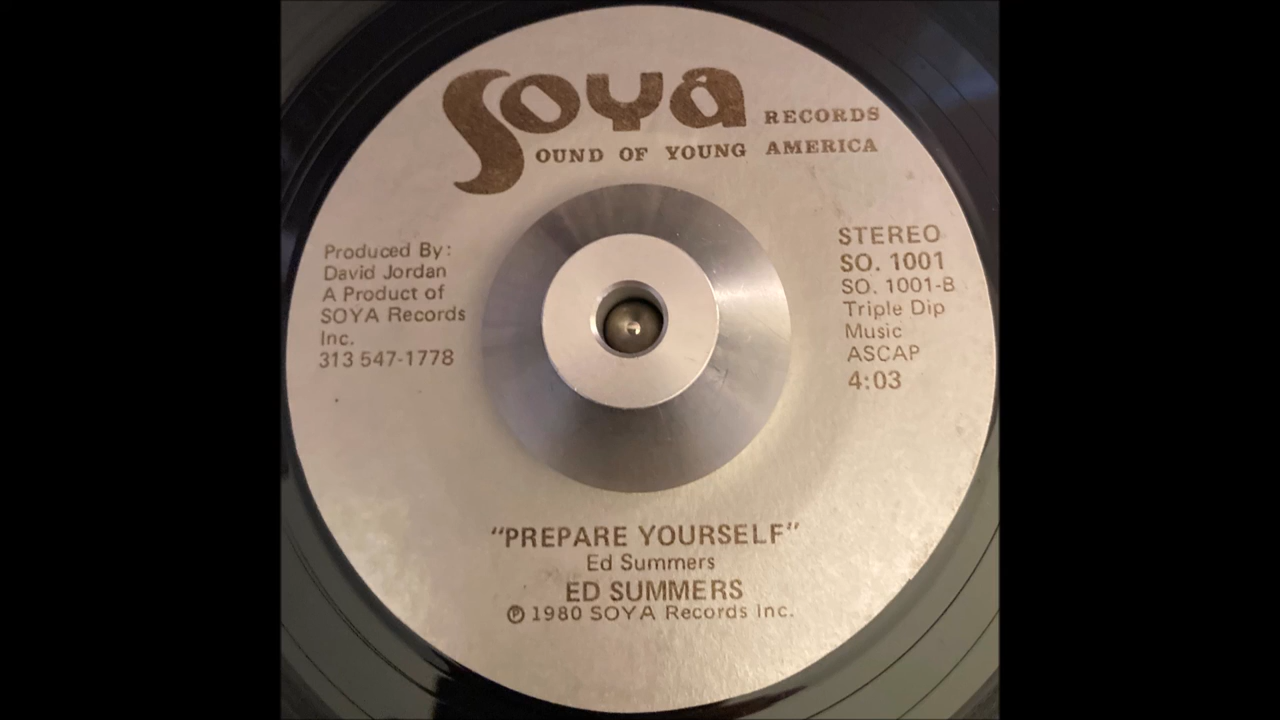 SOYA RECORDS
SOUND OF YOUNG AMERICA
Produced By:
David Jordan
A Product of
SOYA Records
Inc.
313 547-1778
STEREO
SO. 1001
SO. 1001-B
Triple Dip
Music
ASCAP
4:03
"PREPARE YOURSELF"
Ed Summers
ED SUMMERS
℗ 1980 SOYA Records Inc.